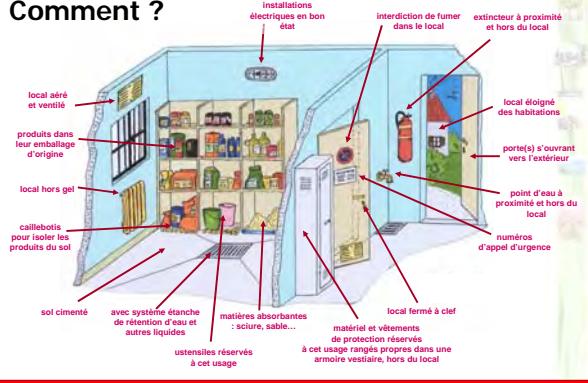 Comment ?
installations
électriques en bon
état
interdiction de fumer
dans le local
extincteur à proximité
et hors du local
local aéré
et ventilé
local éloigné
des habitations
produits dans
leur emballage
d'origine
porte(s) s'ouvrant
vers l'extérieur
local hors gel
point d'eau à
proximité et hors du
local
caillebotis
pour isoler les
produits du sol
numéros
d'appel d'urgence
sol cimenté
avec système étanche
de rétention d'eau et
autres liquides
matières absorbantes
: sciure, sable…
local fermé à clef
ustensiles réservés
à cet usage
matériel et vêtements
de protection réservés
à cet usage rangés propres dans une
armoire vestiaire, hors du local